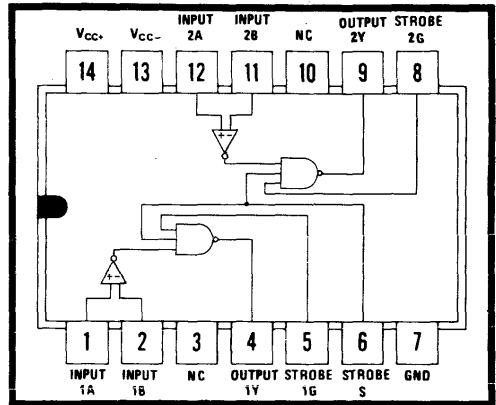 VCC+ VCC- INPUT 2A INPUT 2B NC OUTPUT 2Y STROBE 2G
14 13 12 11 10 9 8
+ -
+ -
1 2 3 4 5 6 7
INPUT 1A INPUT 1B NC OUTPUT 1Y STROBE 1G STROBE S GND